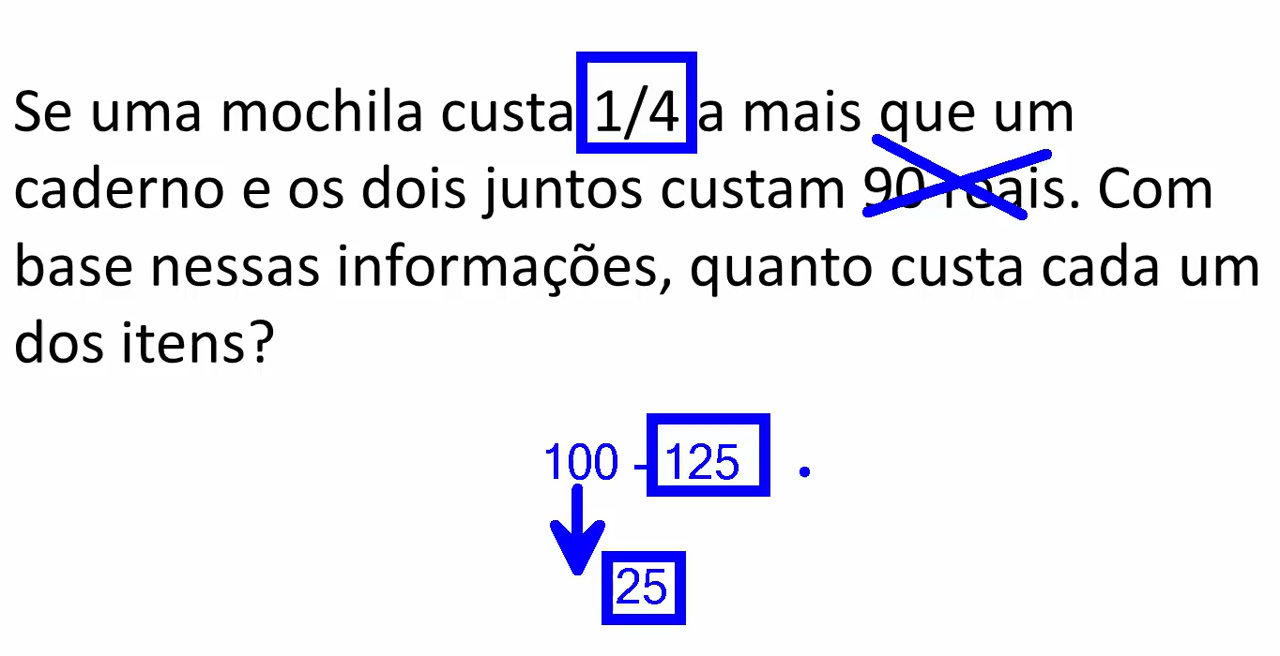 Se uma mochila custa 1/4 a mais que um
caderno e os dois juntos custam 90 reais. Com
base nessas informações, quanto custa cada um
dos itens?
100 - 125 .
25